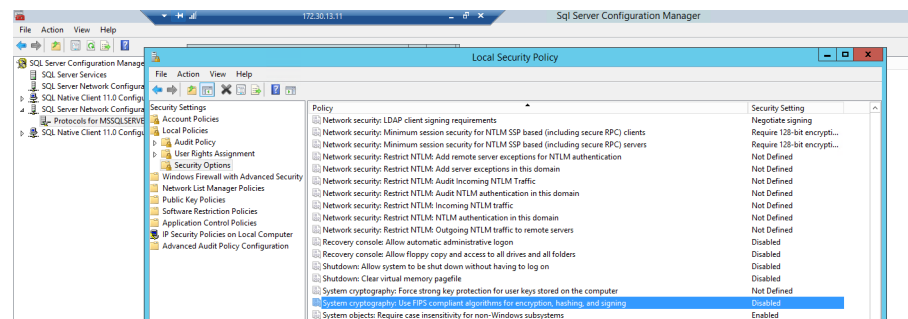 172.30.13.11
Sql Server Configuration Manager
File Action View Help
SQL Server Configuration Manage
SQL Server Services
SQL Server Network Configura
SQL Native Client 11.0 Configu
SQL Server Network Configura
Protocols for MSSQLSERVE
SQL Native Client 11.0 Configu
Local Security Policy
File Action View Help
Security Settings
Account Policies
Local Policies
Audit Policy
User Rights Assignment
Security Options
Windows Firewall with Advanced Security
Network List Manager Policies
Public Key Policies
Software Restriction Policies
Application Control Policies
IP Security Policies on Local Computer
Advanced Audit Policy Configuration
Policy Security Setting
Network security: LDAP client signing requirements Negotiate signing
Network security: Minimum session security for NTLM SSP based (including secure RPC) clients Require 128-bit encrypti...
Network security: Minimum session security for NTLM SSP based (including secure RPC) servers Require 128-bit encrypti...
Network security: Restrict NTLM: Add remote server exceptions for NTLM authentication Not Defined
Network security: Restrict NTLM: Add server exceptions in this domain Not Defined
Network security: Restrict NTLM: Audit Incoming NTLM Traffic Not Defined
Network security: Restrict NTLM: Audit NTLM authentication in this domain Not Defined
Network security: Restrict NTLM: Incoming NTLM traffic Not Defined
Network security: Restrict NTLM: NTLM authentication in this domain Not Defined
Network security: Restrict NTLM: Outgoing NTLM traffic to remote servers Not Defined
Recovery console: Allow automatic administrative logon Disabled
Recovery console: Allow floppy copy and access to all drives and all folders Disabled
Shutdown: Allow system to be shut down without having to log on Disabled
Shutdown: Clear virtual memory pagefile Disabled
System cryptography: Force strong key protection for user keys stored on the computer Not Defined
System cryptography: Use FIPS compliant algorithms for encryption, hashing, and signing Disabled
System objects: Require case insensitivity for non-Windows subsystems Enabled